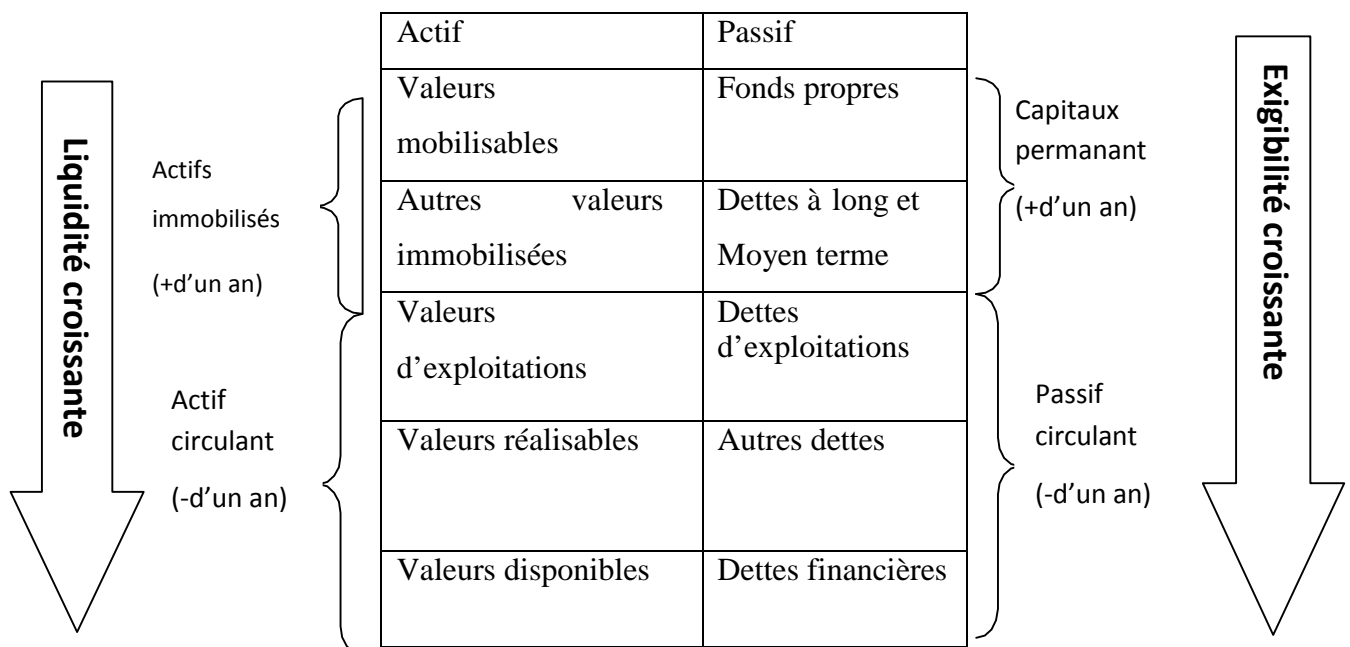 Liquidité croissante
Actifs
immobilisés
(+d’un an)
Actif
circulant
(-d’un an)
Actif
Passif
Valeurs
mobilisables
Fonds propres
Autres valeurs
immobilisées
Dettes à long et
Moyen terme
Valeurs
d’exploitations
Dettes
d’exploitations
Valeurs réalisables
Autres dettes
Valeurs disponibles
Dettes financières
Capitaux
permanant
(+d’un an)
Passif
circulant
(-d’un an)
Exigibilité croissante